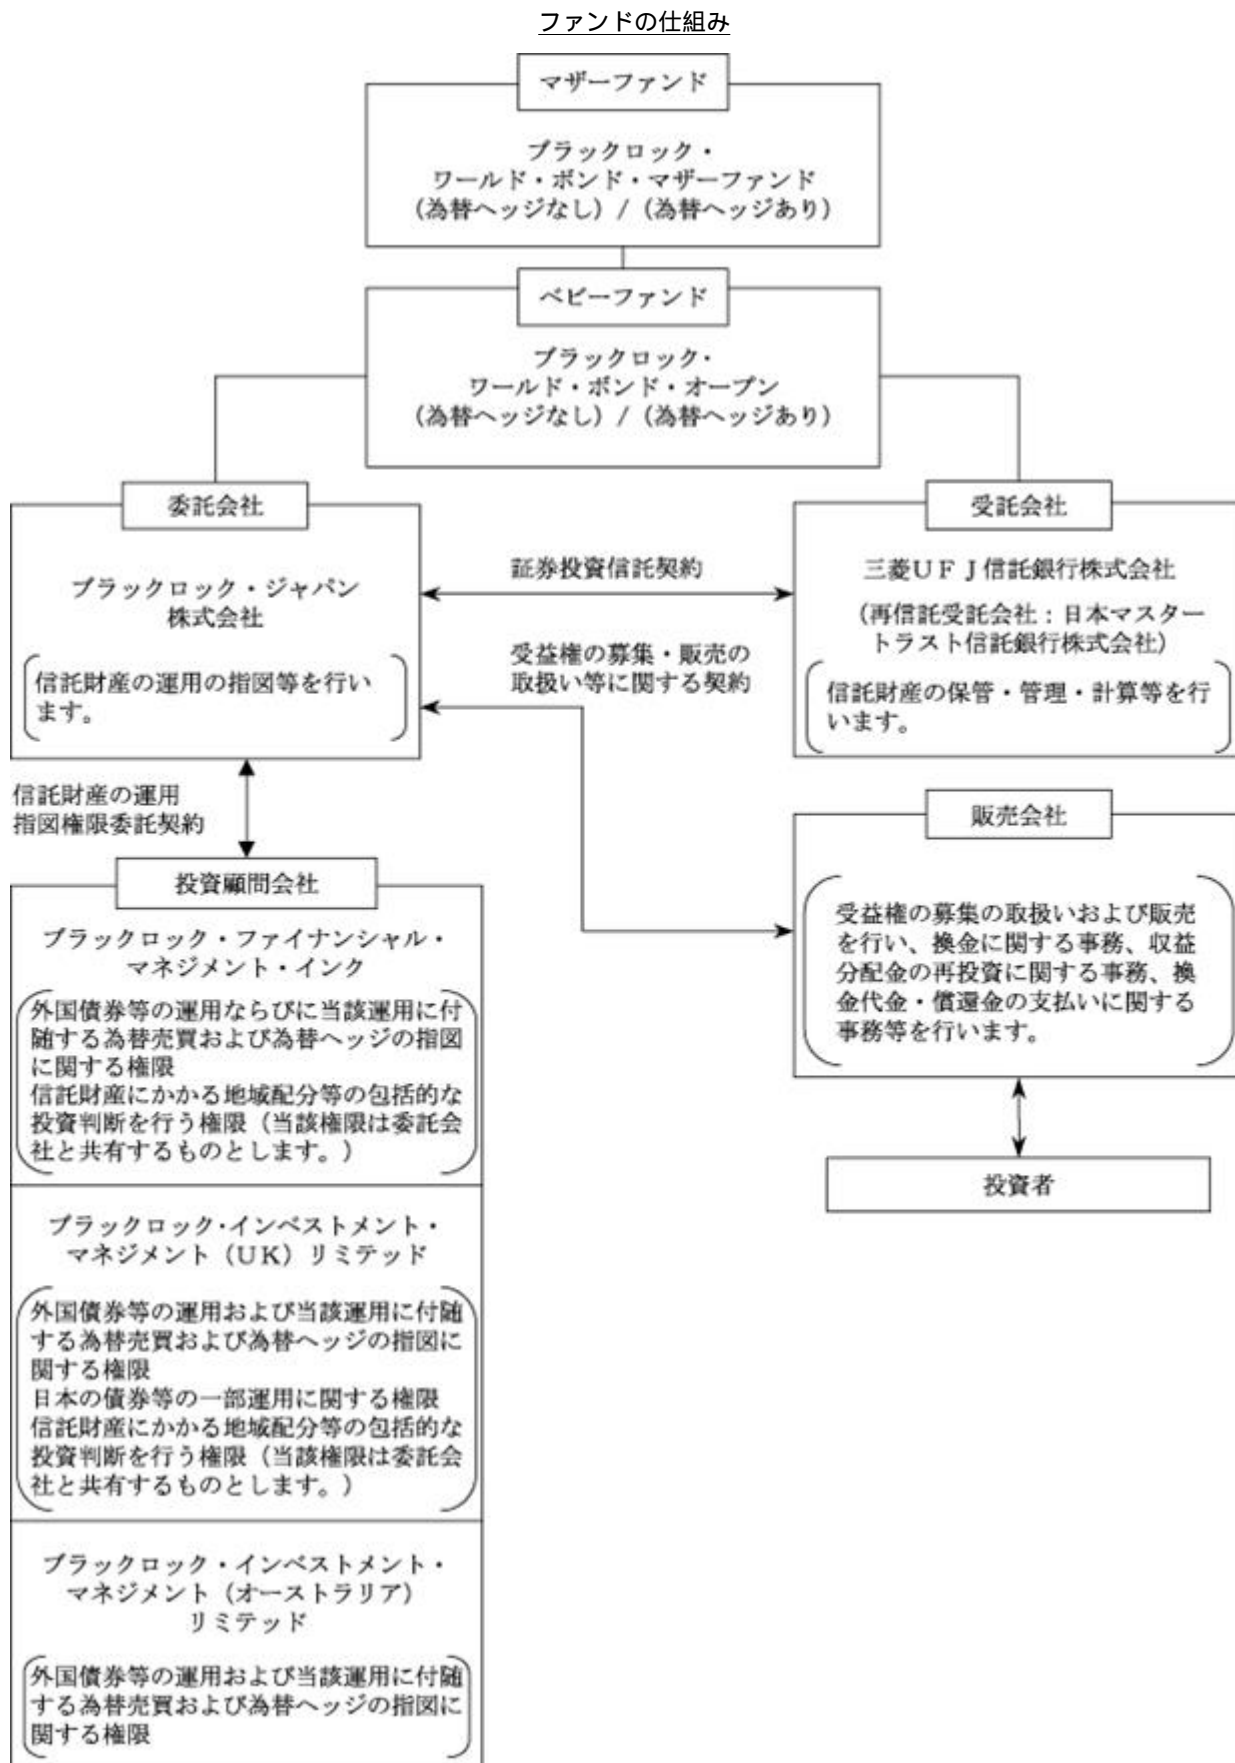 ファンドの仕組み
マザーファンド
ブラックロック・
ワールド・ボンド・マザーファンド
（為替ヘッジなし）/（為替ヘッジあり）
ベビーファンド
ブラックロック・
ワールド・ボンド・オープン
（為替ヘッジなし）/（為替ヘッジあり）
委託会社
ブラックロック・ジャパン
株式会社
信託財産の運用の指図等を行い
ます。
証券投資信託契約
受益権の募集・販売の
取扱い等に関する契約
受託会社
三菱ＵＦＪ信託銀行株式会社
（再信託受託会社：日本マスター
トラスト信託銀行株式会社）
信託財産の保管・管理・計算等を行
います。
信託財産の運用
指図権限委託契約
投資顧問会社
ブラックロック・ファイナンシャル・
マネジメント・インク
外国債券等の運用ならびに当該運用に付
随する為替売買および為替ヘッジの指図
に関する権限
信託財産にかかる地域配分等の包括的な
投資判断を行う権限（当該権限は委託会
社と共有するものとします。）
ブラックロック・インベストメント・
マネジメント（ＵＫ）リミテッド
外国債券等の運用および当該運用に付随
する為替売買および為替ヘッジの指図に
関する権限
日本の債券等の一部運用に関する権限
信託財産にかかる地域配分等の包括的な
投資判断を行う権限（当該権限は委託会
社と共有するものとします。）
ブラックロック・インベストメント・
マネジメント（オーストラリア）
リミテッド
外国債券等の運用および当該運用に付随
する為替売買および為替ヘッジの指図に
関する権限
販売会社
受益権の募集の取扱いおよび販売
を行い、換金に関する事務、収益
分配金の再投資に関する事務、換
金代金・償還金の支払いに関する
事務等を行います。
投資者